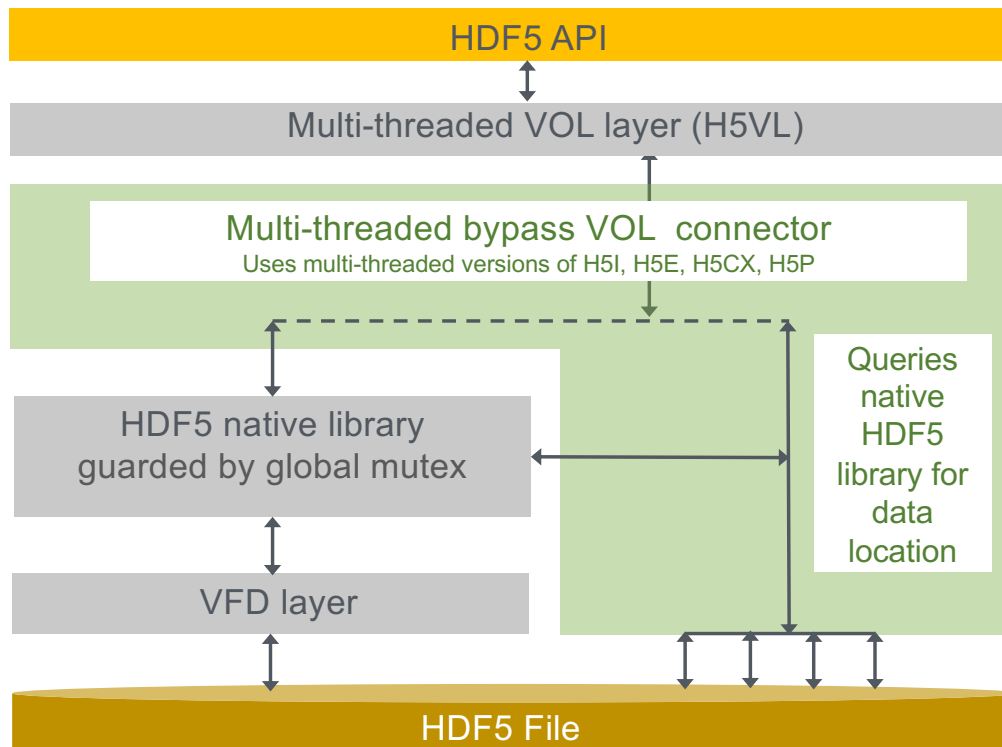 HDF5 API
Multi-threaded VOL layer (H5VL)
Multi-threaded bypass VOL connector
Uses multi-threaded versions of H5I, H5E, H5CX, H5P
Queries
native
HDF5
library for
data
location
HDF5 native library
guarded by global mutex
VFD layer
HDF5 File